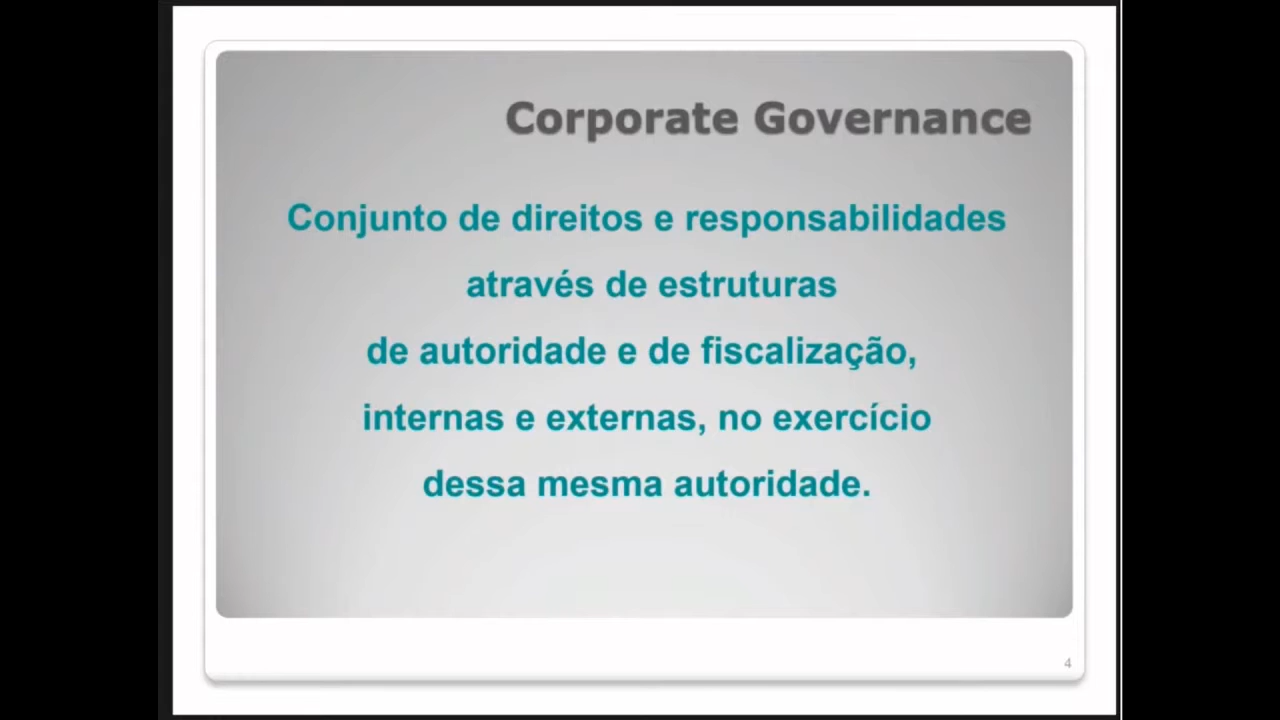 Corporate Governance
Conjunto de direitos e responsabilidades
através de estruturas
de autoridade e de fiscalização,
internas e externas, no exercício
dessa mesma autoridade.
4